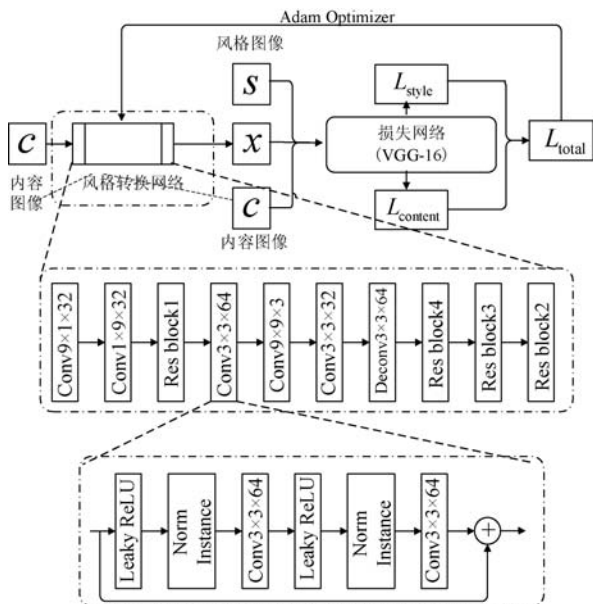 Adam Optimizer
风格图像
s
L style
c
x
损失网络
(VGG-16)
L total
内容
图像
风格转换网络
c
L content
内容图像
Conv9×1×32
Conv1×9×32
Res block1
Conv3×3×64
Conv9×9×3
Conv3×3×32
Deconv3×3×64
Res block4
Res block3
Res block2
Leaky ReLU
Norm
Instance
Conv3×3×64
Leaky ReLU
Norm
Instance
Conv3×3×64
+